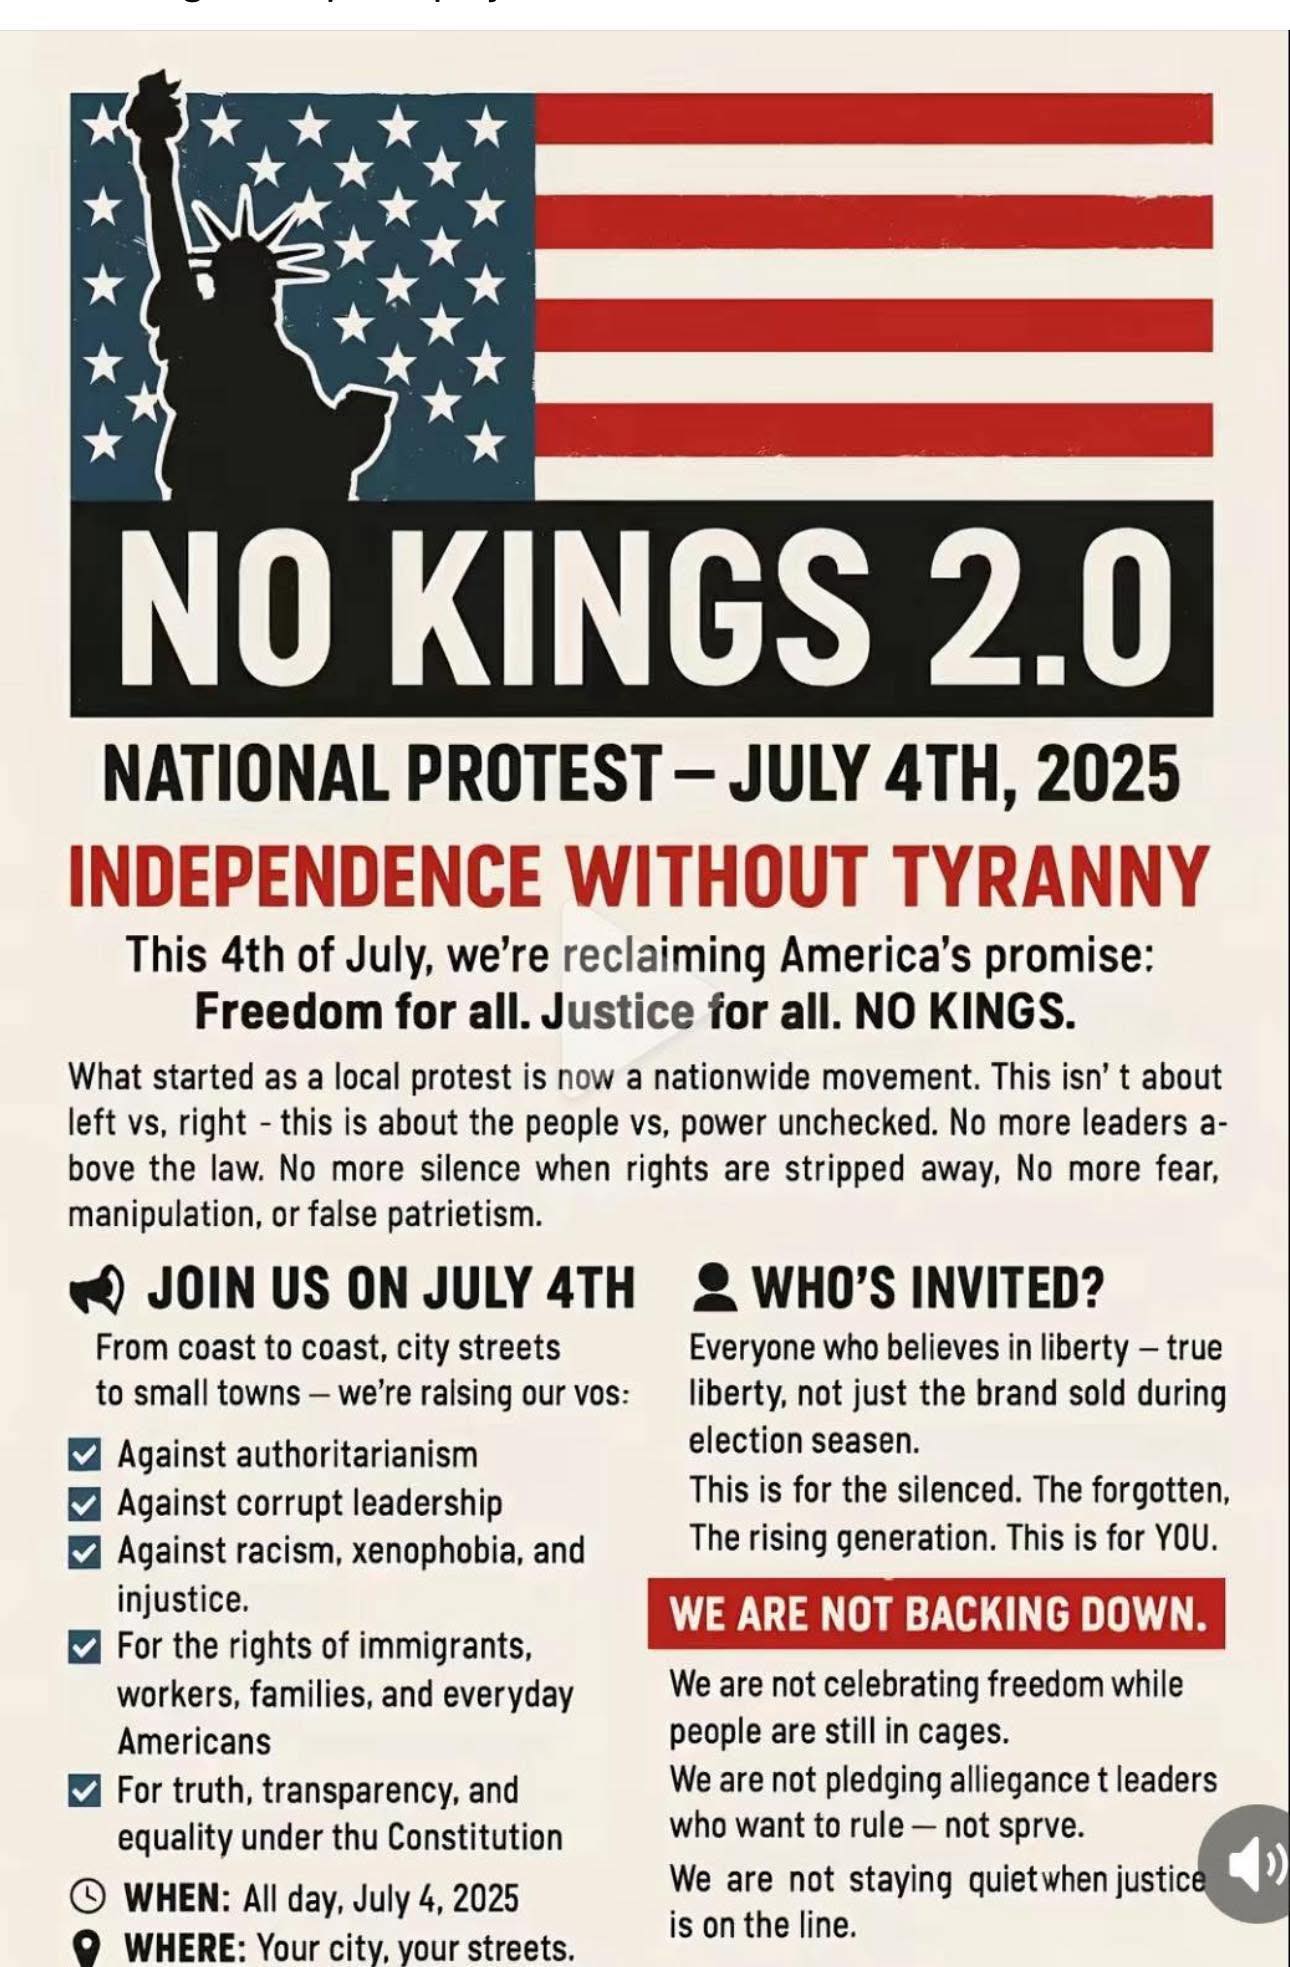 NO KINGS 2.0
NATIONAL PROTEST – JULY 4TH, 2025
INDEPENDENCE WITHOUT TYRANNY
This 4th of July, we're reclaiming America's promise:
Freedom for all. Justice for all. NO KINGS.
What started as a local protest is now a nationwide movement. This isn' t about
left vs, right - this is about the people vs, power unchecked. No more leaders a-
bove the law. No more silence when rights are stripped away, No more fear,
manipulation, or false patrietism.
JOIN US ON JULY 4TH
From coast to coast, city streets
to small towns – we're ralsing our vos:
Against authoritarianism
Against corrupt leadership
Against racism, xenophobia, and
injustice.
For the rights of immigrants,
workers, families, and everyday
Americans
For truth, transparency, and
equality under thu Constitution
WHEN: All day, July 4, 2025
WHERE: Your city, your streets.
WHO'S INVITED?
Everyone who believes in liberty – true
liberty, not just the brand sold during
election seasen.
This is for the silenced. The forgotten,
The rising generation. This is for YOU.
WE ARE NOT BACKING DOWN.
We are not celebrating freedom while
people are still in cages.
We are not pledging alliegance t leaders
who want to rule – not sprve.
We are not staying quietwhen justice
is on the line.